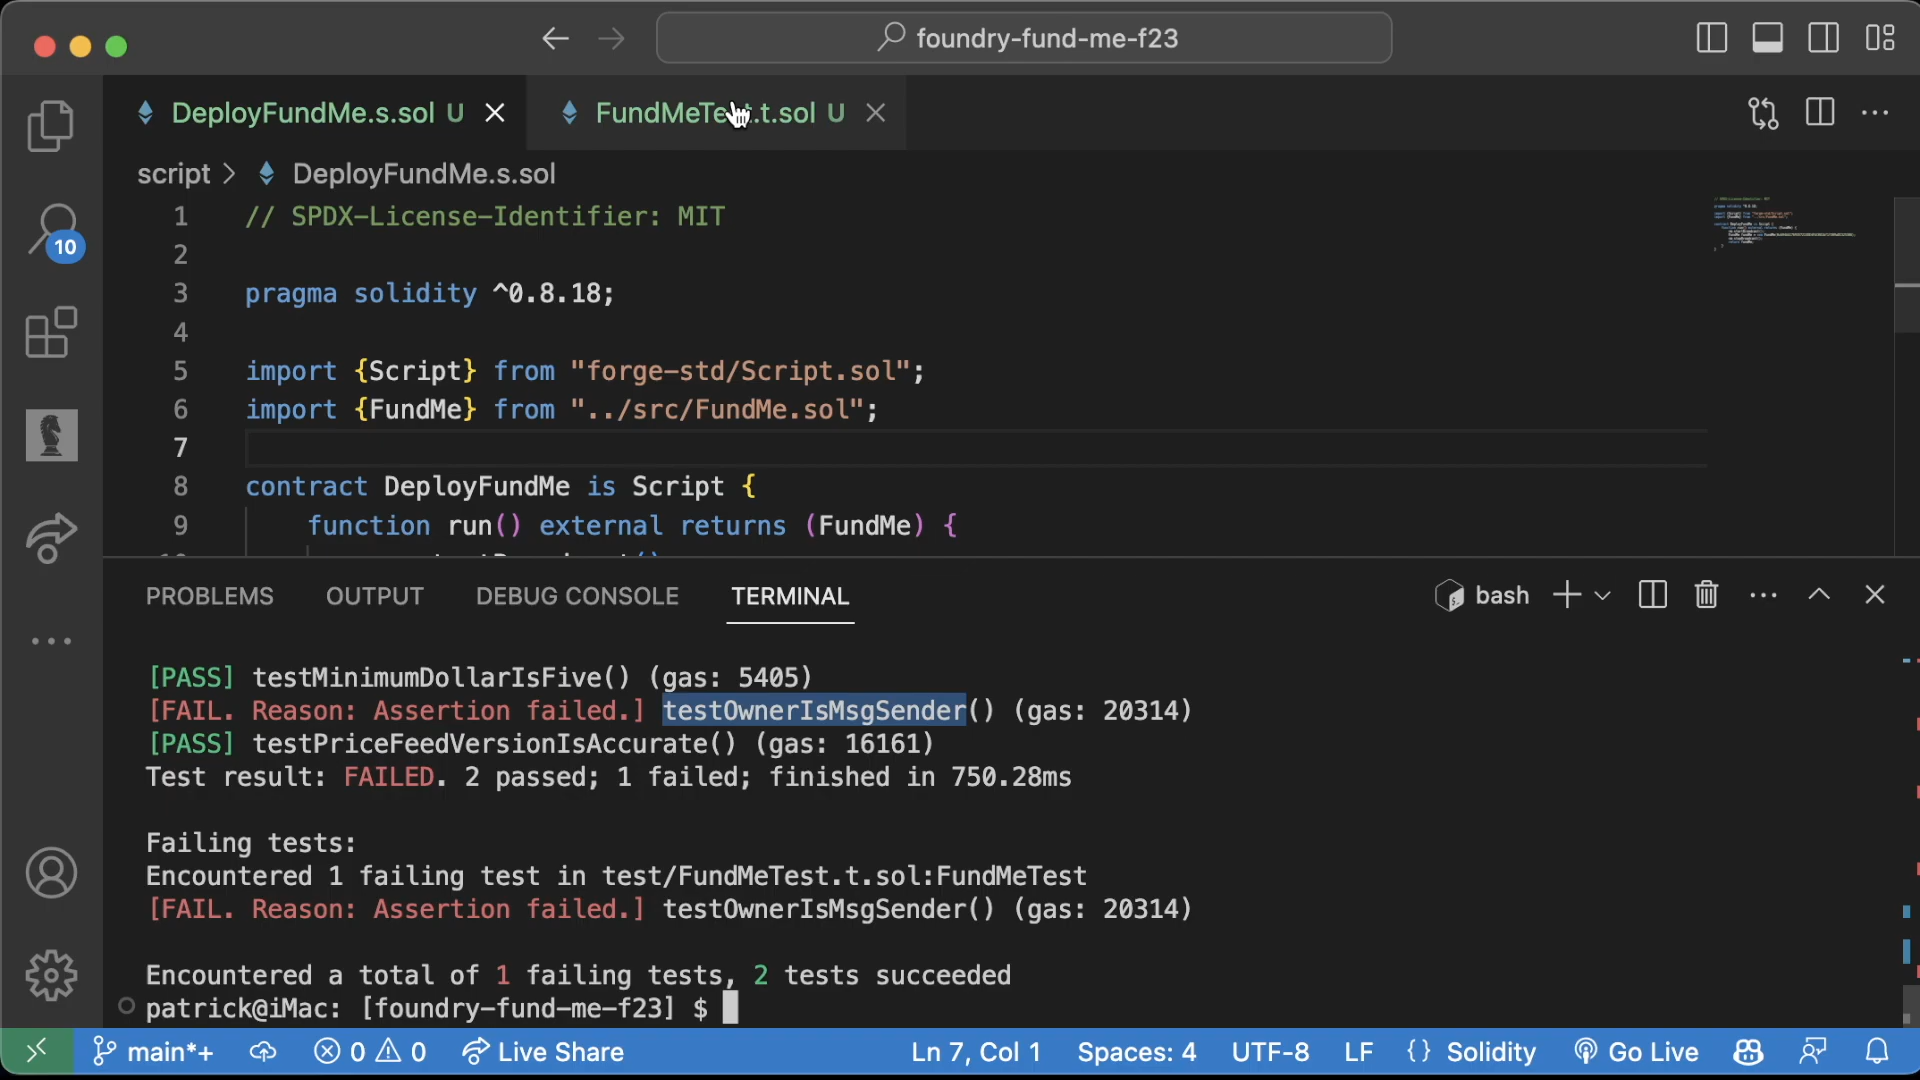 foundry-fund-me-f23
DeployFundMe.s.sol U
FundMeTe t.t.sol U
script > DeployFundMe.s.sol
1 // SPDX-License-Identifier: MIT
2
3 pragma solidity ^0.8.18;
4
5 import {Script} from "forge-std/Script.sol";
6 import {FundMe} from "../src/FundMe.sol";
7
8 contract DeployFundMe is Script {
9 function run() external returns (FundMe) {
10
PROBLEMS OUTPUT DEBUG CONSOLE TERMINAL bash
[PASS] testMinimumDollarIsFive() (gas: 5405)
[FAIL. Reason: Assertion failed.] testOwnerIsMsgSender() (gas: 20314)
[PASS] testPriceFeedVersionIsAccurate() (gas: 16161)
Test result: FAILED. 2 passed; 1 failed; finished in 750.28ms
Failing tests:
Encountered 1 failing test in test/FundMeTest.t.sol:FundMeTest
[FAIL. Reason: Assertion failed.] testOwnerIsMsgSender() (gas: 20314)
Encountered a total of 1 failing tests, 2 tests succeeded
patrick@iMac: [foundry-fund-me-f23] $
main*+ 0 0 Live Share Ln 7, Col 1 Spaces: 4 UTF-8 LF {} Solidity Go Live
10